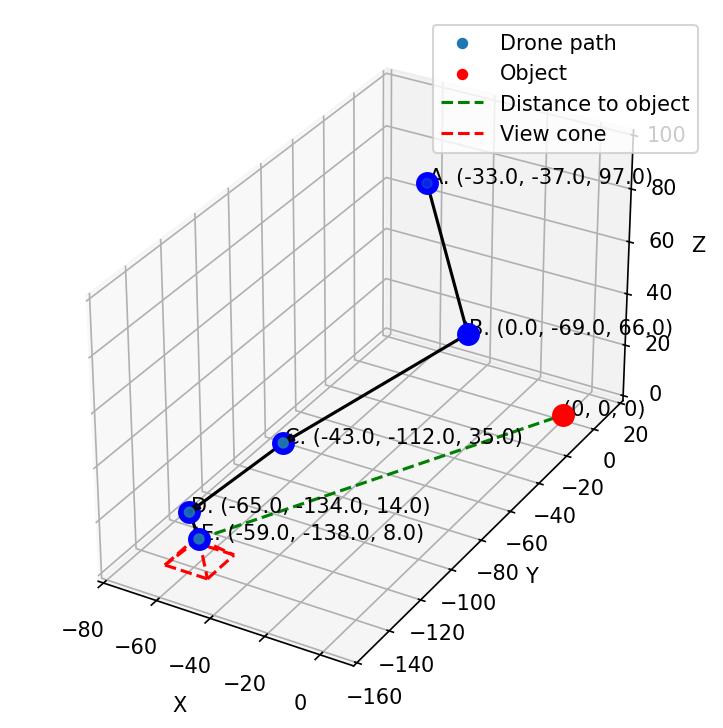 Drone path
Object
Distance to object
View cone
100
A. (-33.0, -37.0, 97.0)
80
Z
60
40
B. (0.0, -69.0, 66.0)
20
0
(0, 0, 0)
20
C. (-43.0, -112.0, 35.0)
0
−20
D. (-65.0, -134.0, 14.0)
−40
E. (-59.0, -138.0, 8.0)
−60
−80
Y
−100
−80
−120
−60
−40
−140
−20
−160
X
0